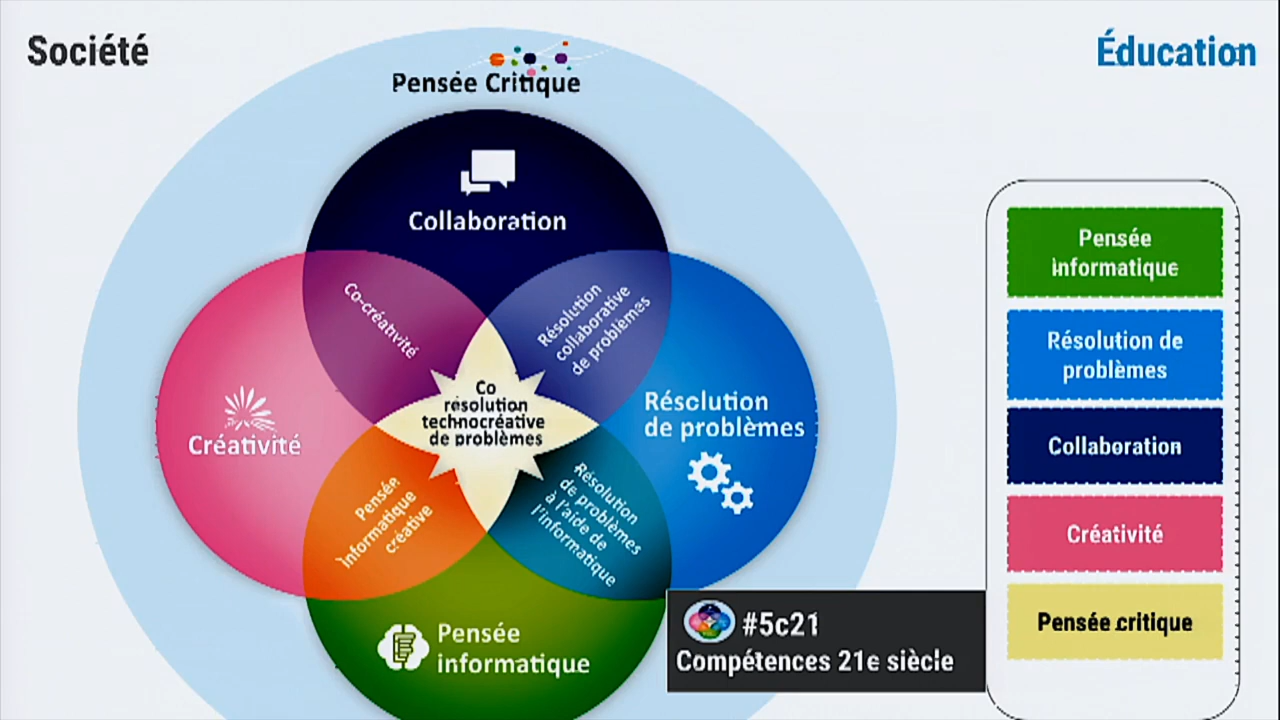 Société
Éducation
Pensée Critique
Collaboration
Co-créativité
Résolution
collaborative
de problèmes
Créativité
Co
résolution
technocréative
de problèmes
Résolution
de problèmes
Pensée
informatique
créative
Résolution
de problèmes
à l'aide de
l'informatique
Pensée
informatique
#5c21
Compétences 21e siècle
Pensée
informatique
Résolution de
problèmes
Collaboration
Créativité
Pensée critique